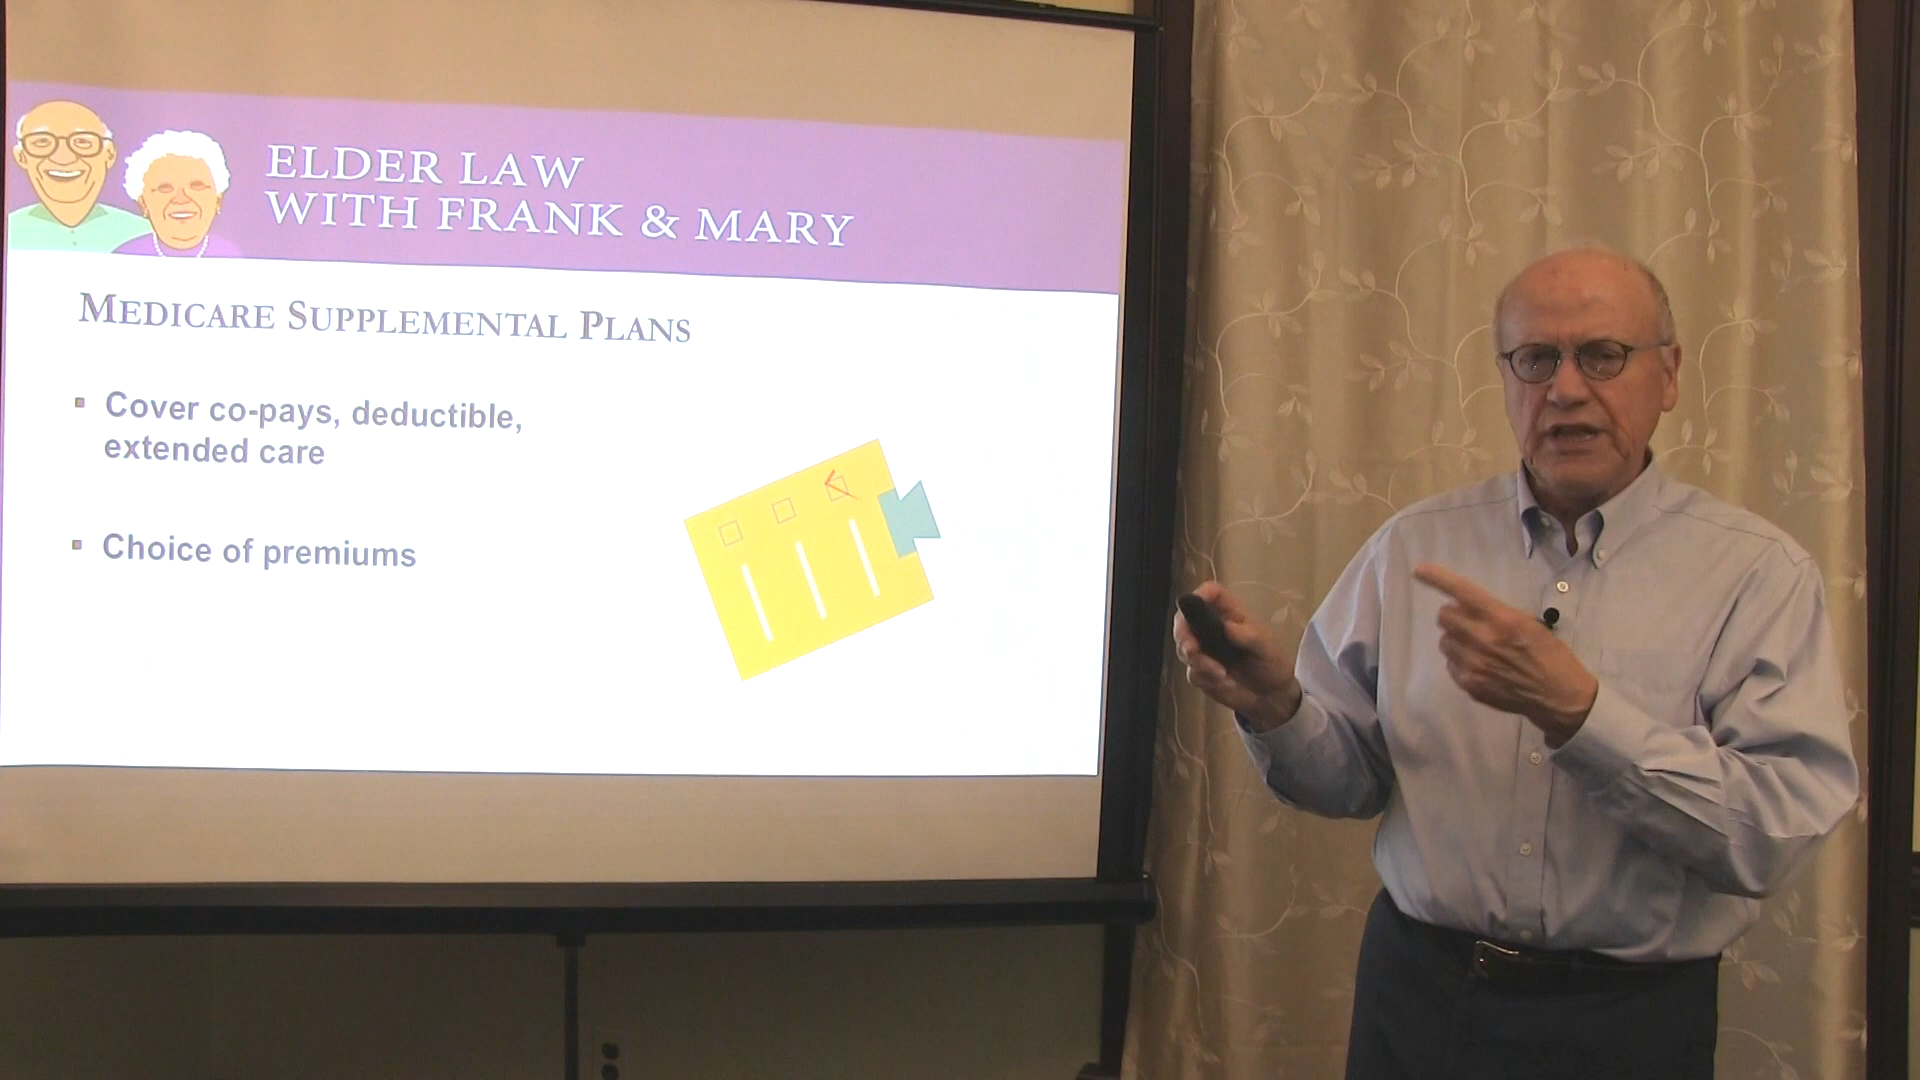 ELDER LAW
WITH FRANK & MARY
MEDICARE SUPPLEMENTAL PLANS
Cover co-pays, deductible,
extended care
Choice of premiums